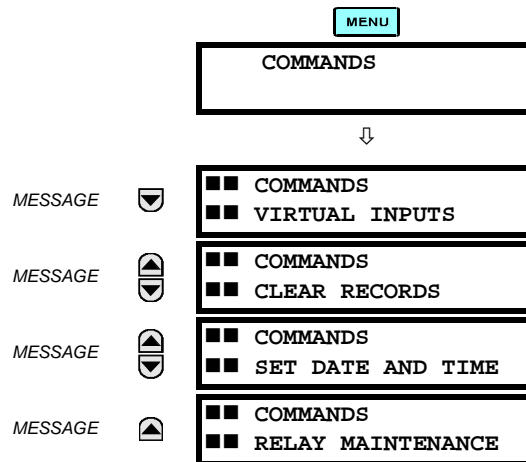 MENU
COMMANDS
⇩
MESSAGE ■■ COMMANDS
■■ VIRTUAL INPUTS
MESSAGE ■■ COMMANDS
■■ CLEAR RECORDS
MESSAGE ■■ COMMANDS
■■ SET DATE AND TIME
MESSAGE ■■ COMMANDS
■■ RELAY MAINTENANCE